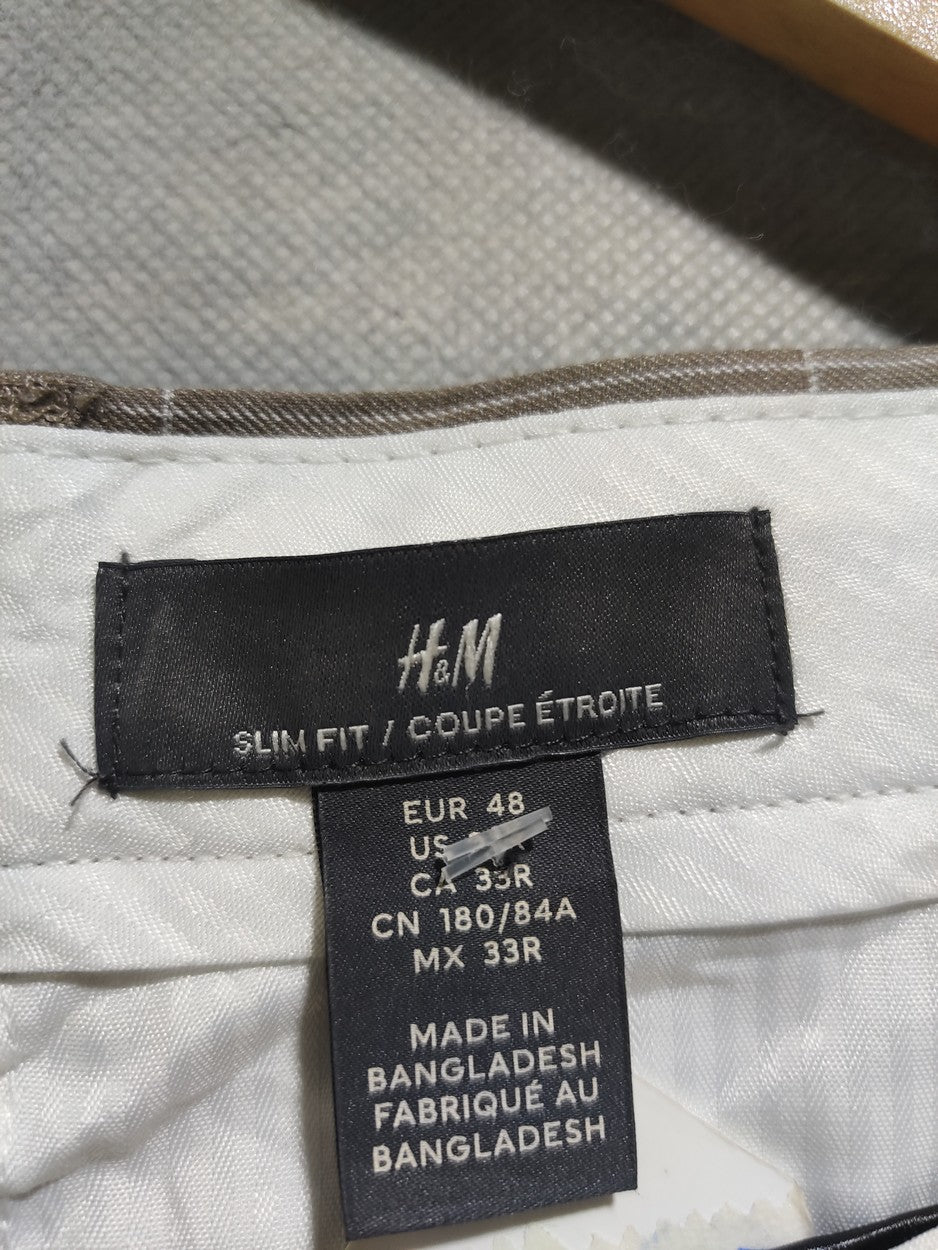 H&M
SLIM FIT / COUPE ÉTROITE
EUR 48
US
CA 33R
CN 180/84A
MX 33R
MADE IN
BANGLADESH
FABRIQUÉ AU
BANGLADESH